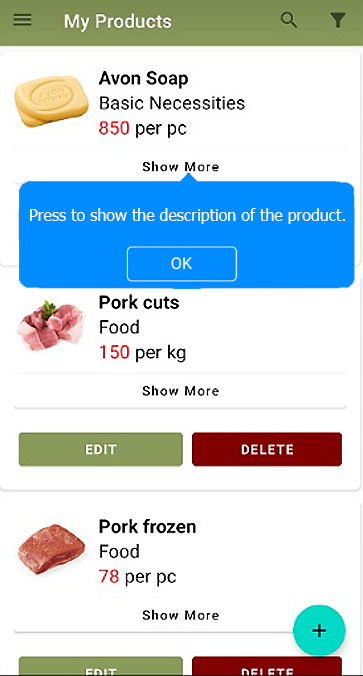 My Products
AVON
Avon Soap
Basic Necessities
850 per pc
Show More
Press to show the description of the product.
OK
Pork cuts
Food
150 per kg
Show More
EDIT
DELETE
Pork frozen
Food
78 per pc
Show More
+
EDIT
DELETE